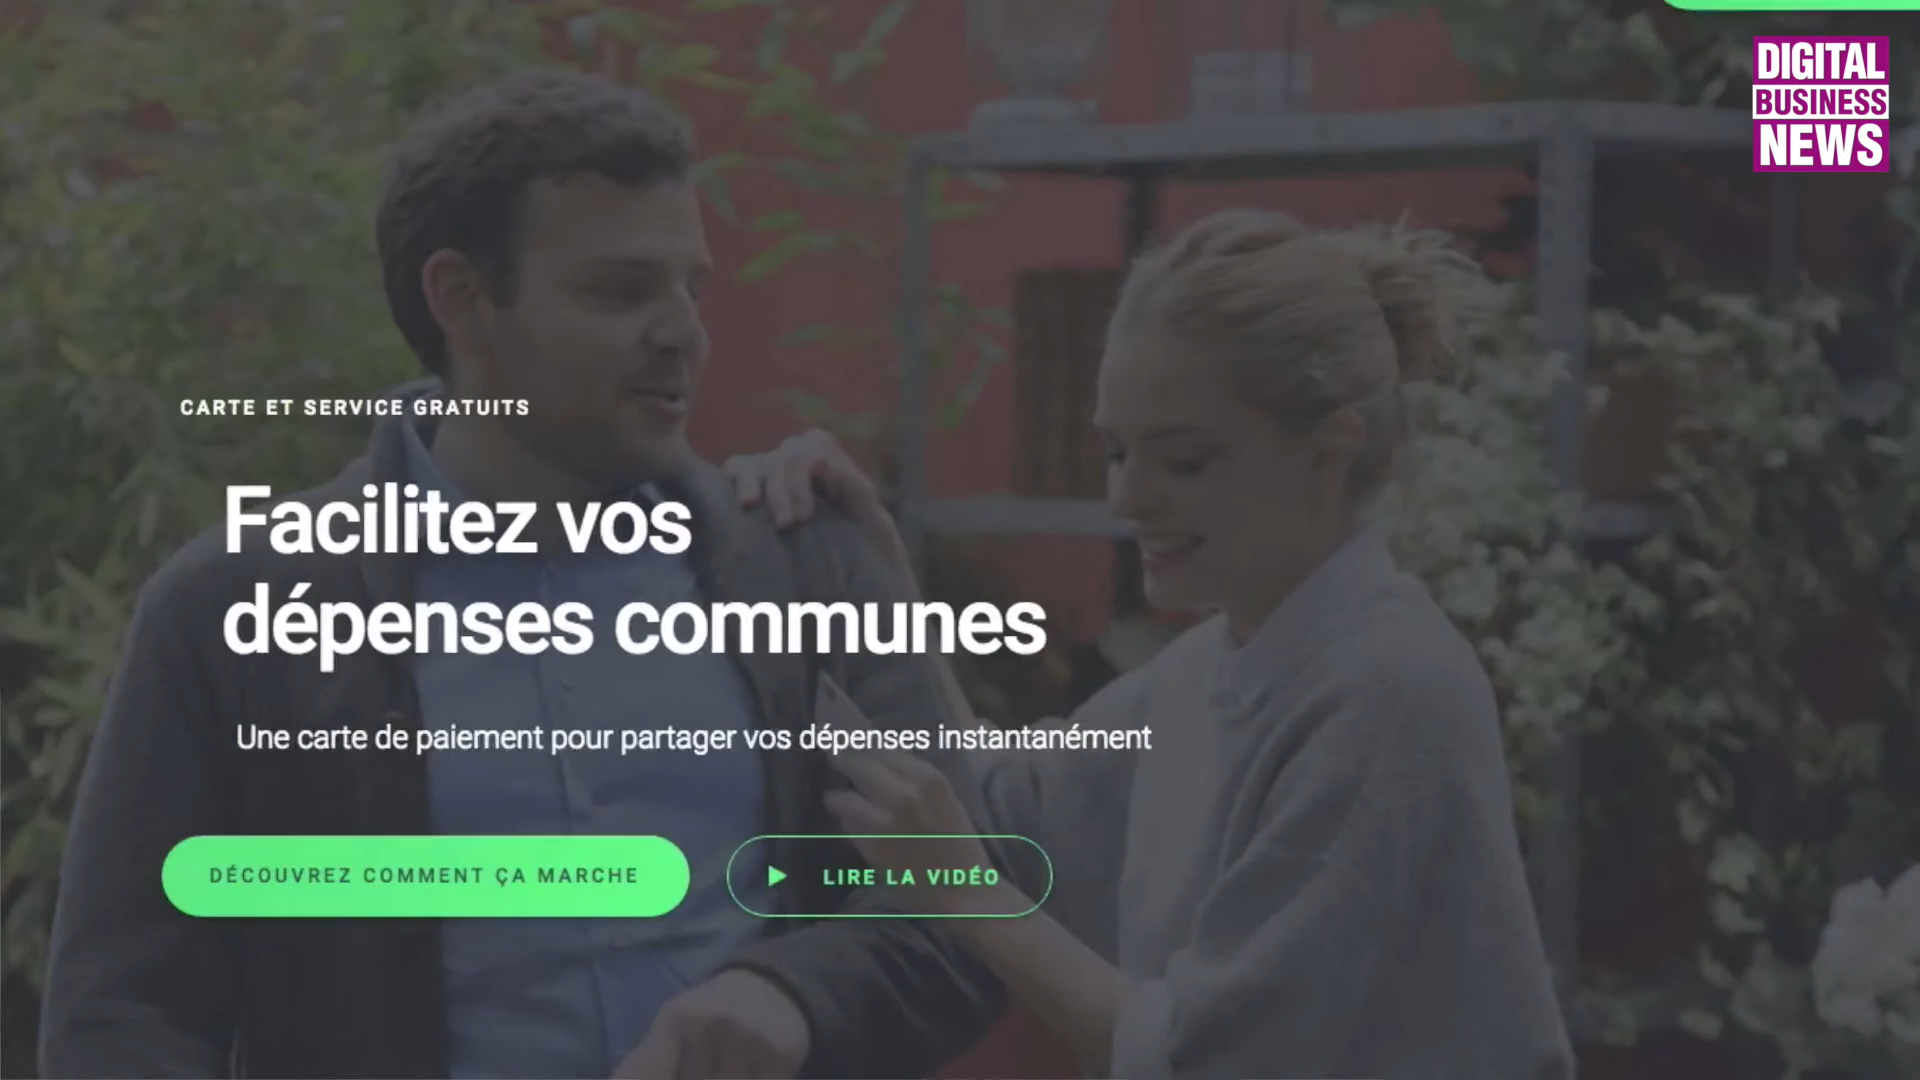 DIGITAL
BUSINESS
NEWS
CARTE ET SERVICE GRATUITS
Facilitez vos
dépenses communes
Une carte de paiement pour partager vos dépenses instantanément
DÉCOUVREZ COMMENT ÇA MARCHE
LIRE LA VIDÉO